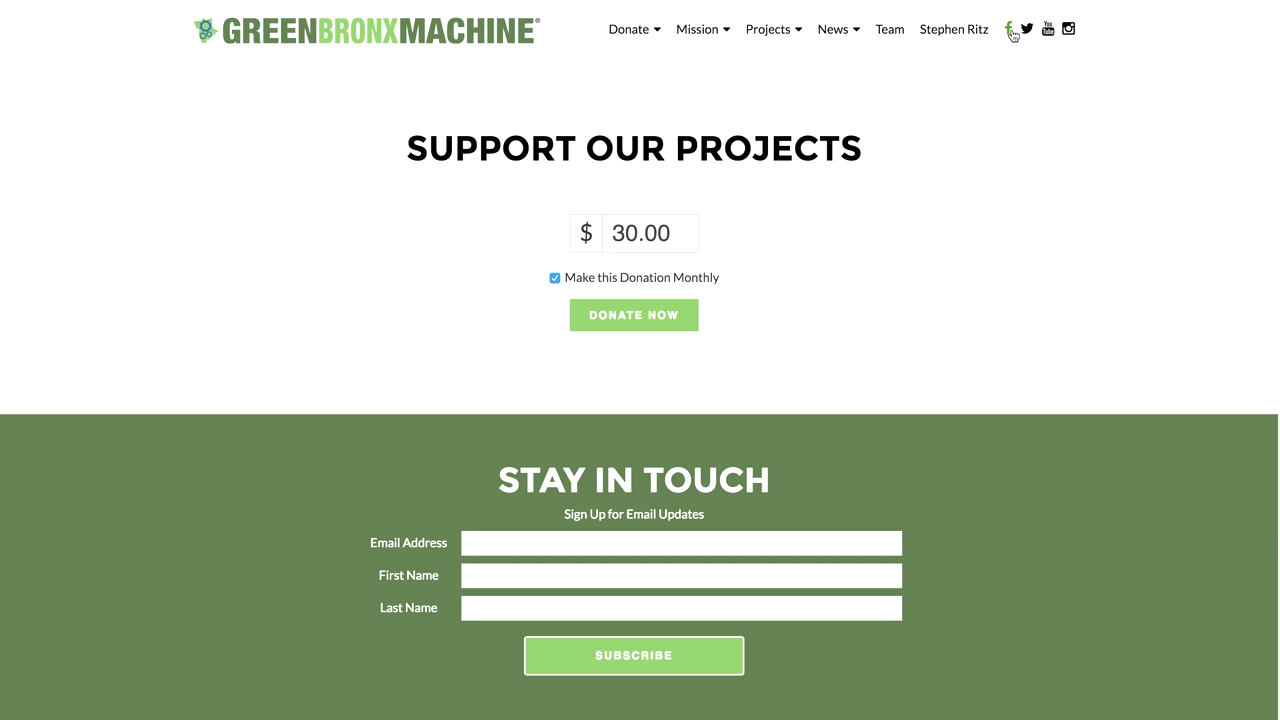 GREENBRONXMACHINE®
Donate Mission Projects News Team Stephen Ritz
SUPPORT OUR PROJECTS
$ 30.00
Make this Donation Monthly
DONATE NOW
STAY IN TOUCH
Sign Up for Email Updates
Email Address
First Name
Last Name
SUBSCRIBE